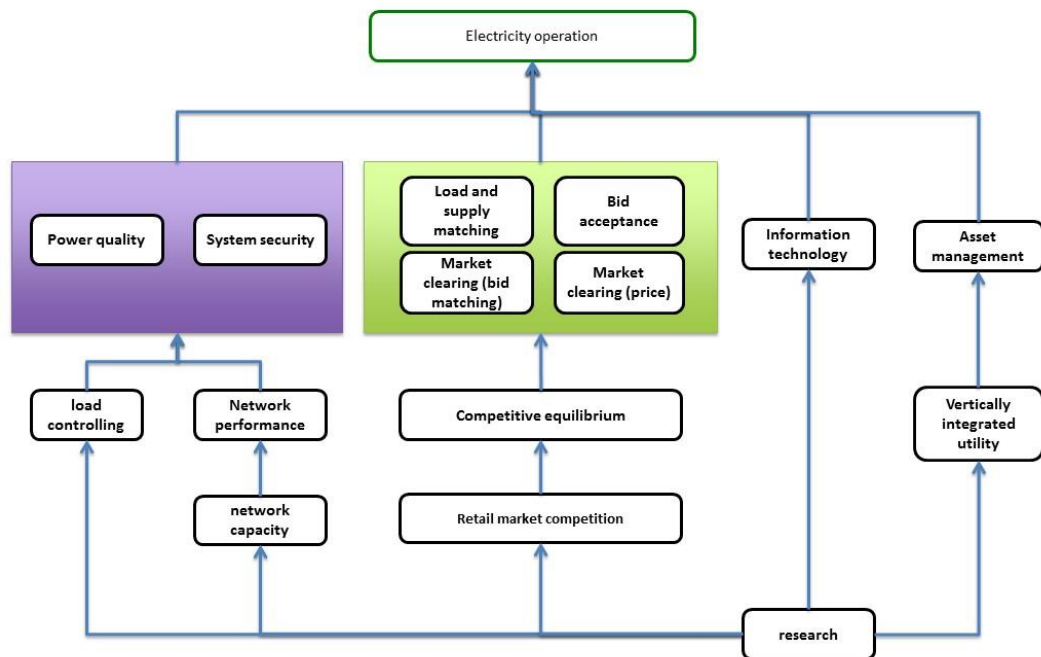 Electricity operation
Power quality
System security
Load and
supply
matching
Bid
acceptance
Market
clearing (bid
matching)
Market
clearing (price)
Information
technology
Asset
management
load
controlling
Network
performance
Competitive equilibrium
Vertically
integrated
utility
network
capacity
Retail market competition
research